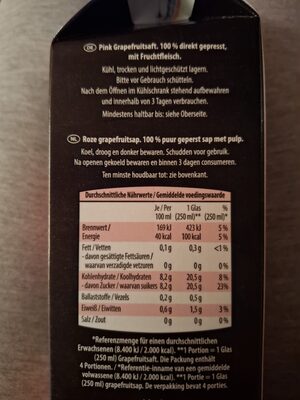 DE Pink Grapefruitsaft. 100 % direkt gepresst,
mit Fruchtfleisch.
Kühl, trocken und lichtgeschützt lagern.
Bitte vor Gebrauch schütteln.
Nach dem Öffnen im Kühlschrank stehend aufbewahren
und innerhalb von 3 Tagen verbrauchen.
Mindestens haltbar bis: siehe Oberseite.
NL Roze grapefruitsap. 100 % puur geperst sap met pulp.
Koel, droog en donker bewaren. Schudden voor gebruik.
Na openen gekoeld bewaren en binnen 3 dagen consumeren.
Ten minste houdbaar tot: zie bovenkant.
Durchschnittliche Nährwerte / Gemiddelde voedingswaarde
Je / Per 1 Glas %
100 ml (250 ml)** (250 ml)*
Brennwert / 169 kJ 423 kJ 5 %
Energie 40 kcal 100 kcal 5 %
Fett / Vetten 0,1 g 0,3 g <1 %
- davon gesättigte Fettsäuren /
waarvan verzadigde vetzuren 0 g 0 g 0 %
Kohlenhydrate / Koolhydraten 8,2 g 20,5 g 8 %
- davon Zucker / waarvan suikers 8,2 g 20,5 g 23%
Ballaststoffe / Vezels 0,2 g 0,5 g
Eiweiß / Eiwitten 0,6 g 1,5 g 3 %
Salz / Zout 0 g 0 g 0 %
*Referenzmenge für einen durchschnittlichen
Erwachsenen (8.400 kJ / 2.000 kcal). **1 Portion = 1 Glas
(250 ml) Grapefruitsaft. Die Packung enthält
4 Portionen. / *Referentie-inname van een gemiddelde
volwassene (8.400 kJ / 2.000 kcal). **1 portie = 1 glas
(250 ml) grapefruitsap. De verpakking bevat 4 porties.